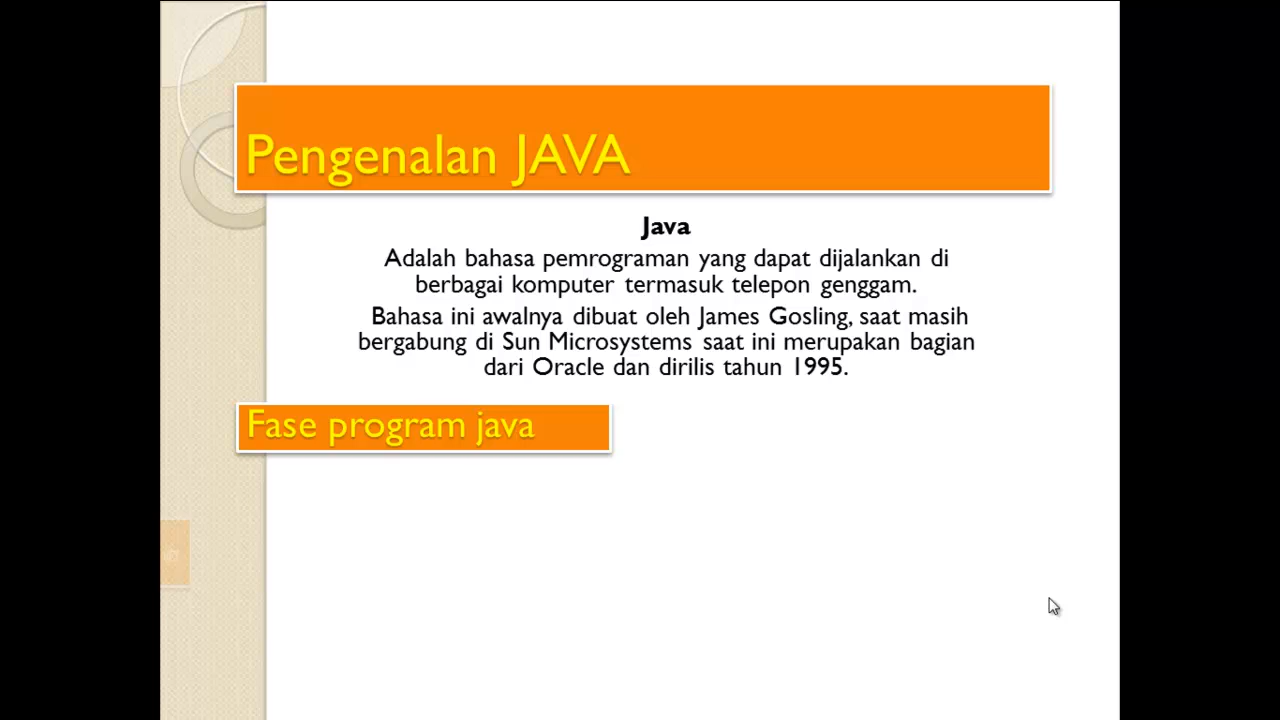 Pengenalan JAVA
Java
Adalah bahasa pemrograman yang dapat dijalankan di
berbagai komputer termasuk telepon genggam.
Bahasa ini awalnya dibuat oleh James Gosling, saat masih
bergabung di Sun Microsystems saat ini merupakan bagian
dari Oracle dan dirilis tahun 1995.
Fase program java